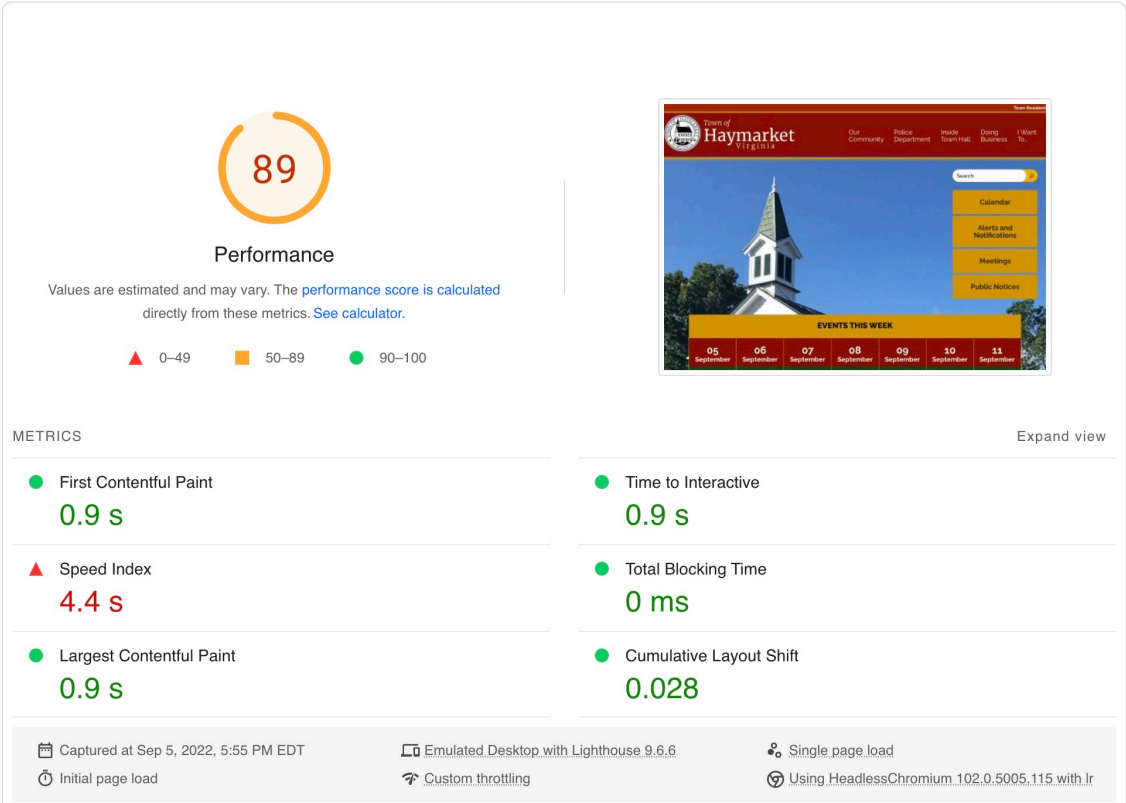 89
Performance
Values are estimated and may vary. The performance score is calculated
directly from these metrics. See calculator.
0–49
50–89
90–100
Town Resident
Town of
Haymarket
Virginia
Our
Community
Police
Department
Inside
Town Hall
Doing
Business
I Want
To...
Search
Calendar
Alerts and
Notifications
Meetings
Public Notices
EVENTS THIS WEEK
05 06 07 08 09 10 11
September September September September September September September
METRICS
Expand view
First Contentful Paint
0.9 s
Time to Interactive
0.9 s
Speed Index
4.4 s
Total Blocking Time
0 ms
Largest Contentful Paint
0.9 s
Cumulative Layout Shift
0.028
Captured at Sep 5, 2022, 5:55 PM EDT
Emulated Desktop with Lighthouse 9.6.6
Single page load
Initial page load
Custom throttling
Using HeadlessChromium 102.0.5005.115 with lr